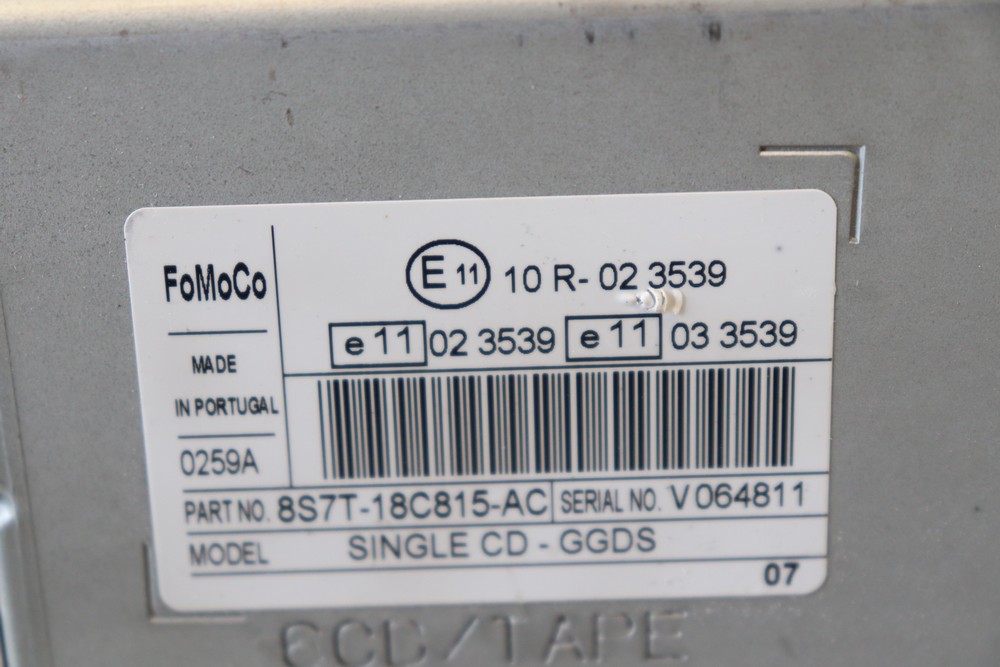 FoMoCo
MADE
IN PORTUGAL
0259A
E 11 10 R- 02 3539
e 11 02 3539 e 11 03 3539
PART NO. 8S7T-18C815-AC SERIAL NO. V064811
MODEL SINGLE CD - GGDS
07
6CD/TAPE